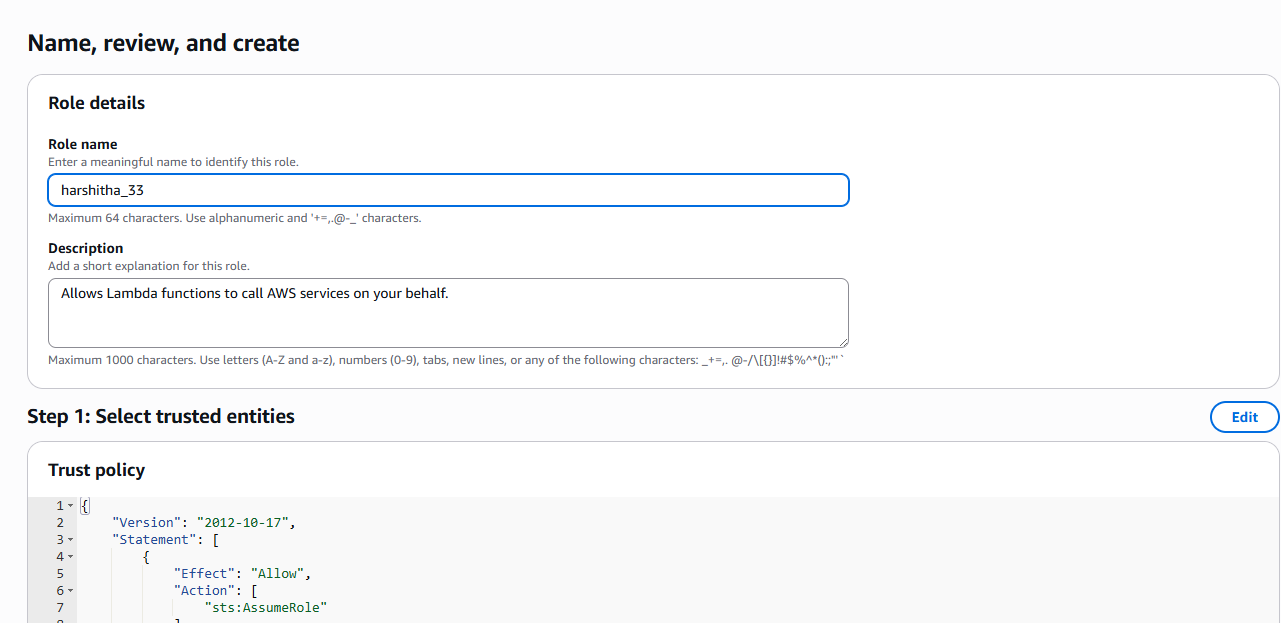 Name, review, and create
Role details
Role name
Enter a meaningful name to identify this role.
harshitha_33
Maximum 64 characters. Use alphanumeric and '+=,.@-_' characters.
Description
Add a short explanation for this role.
Allows Lambda functions to call AWS services on your behalf.
Maximum 1000 characters. Use letters (A-Z and a-z), numbers (0-9), tabs, new lines, or any of the following characters: _+=,. @-/\[{}]!#$%^*();:"'`
Step 1: Select trusted entities
Edit
Trust policy
1 {
2 "Version": "2012-10-17",
3 "Statement": [
4 {
5 "Effect": "Allow",
6 "Action": [
7 "sts:AssumeRole"